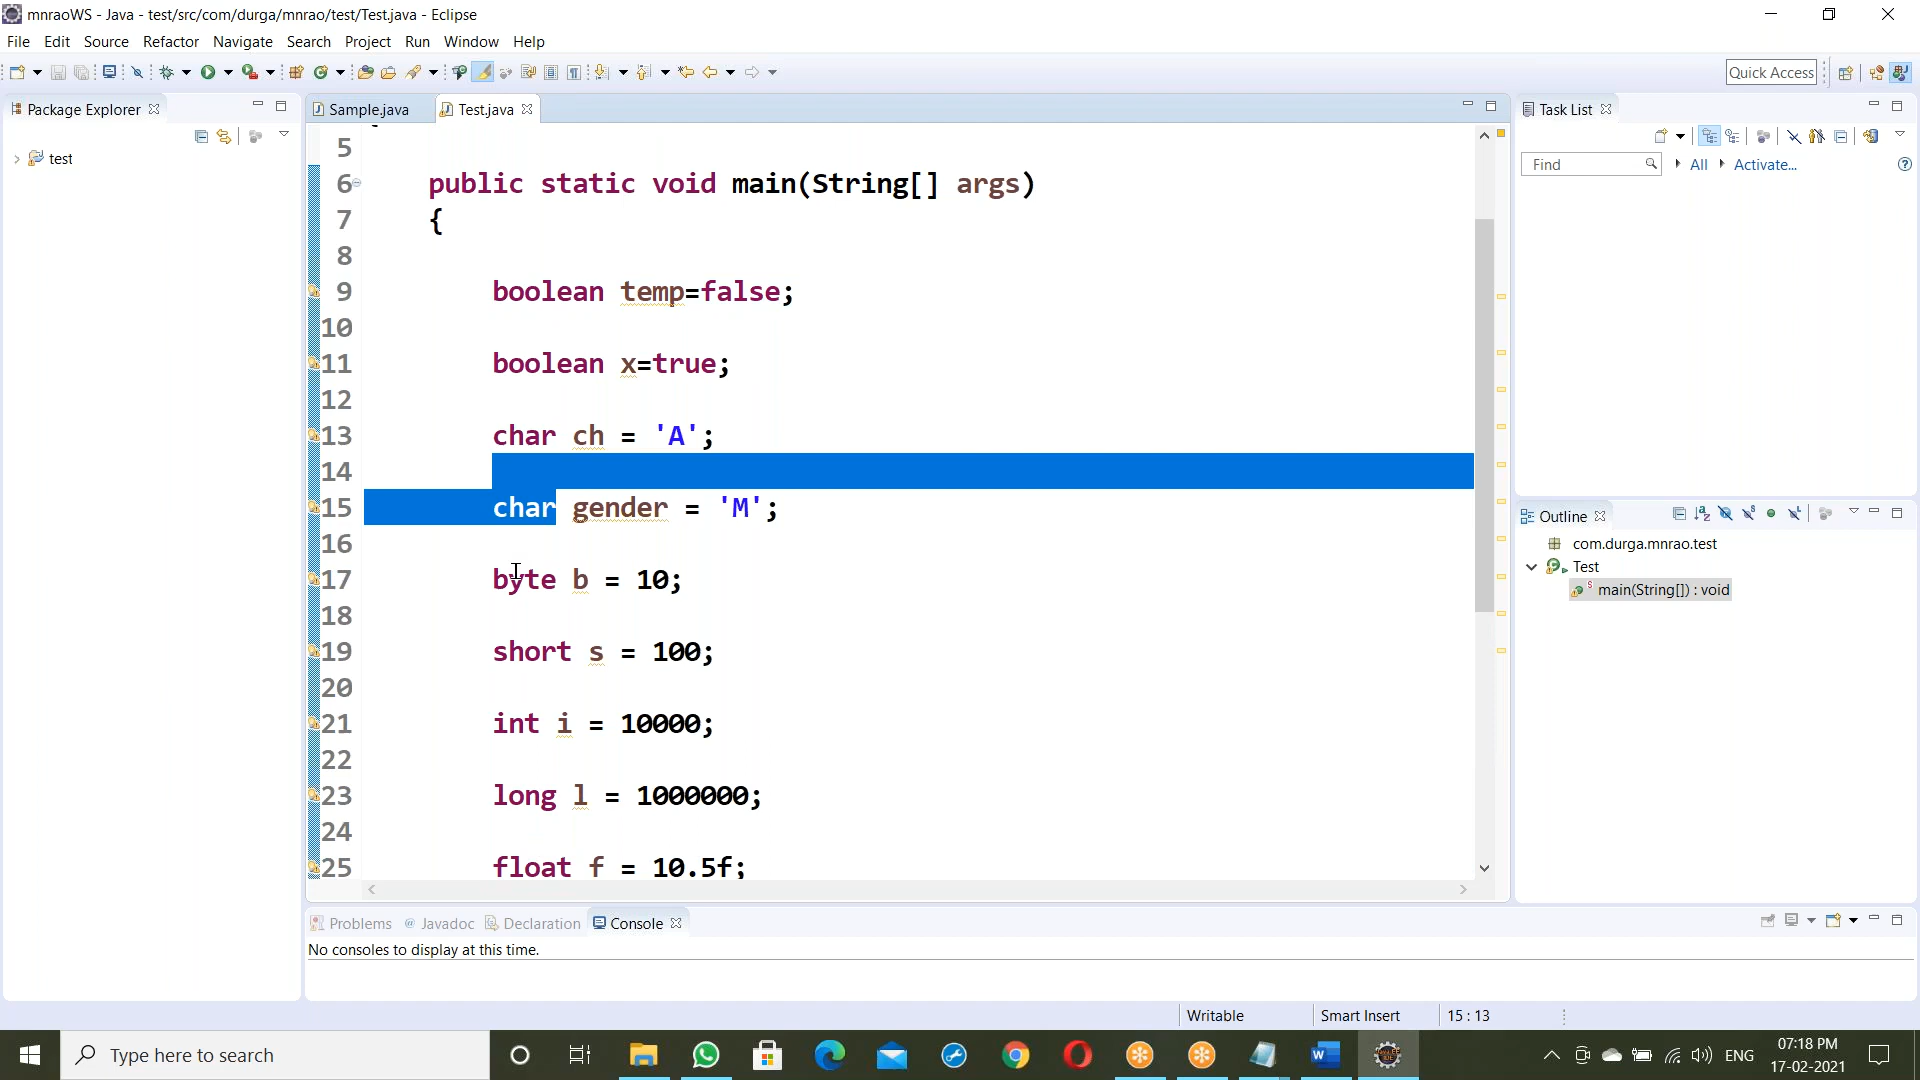 mnraoWS - Java - test/src/com/durga/mnrao/test/Test.java - Eclipse
File Edit Source Refactor Navigate Search Project Run Window Help
Quick Access
Package Explorer
test
Sample.java
Test.java
5
6 public static void main(String[] args)
7 {
8
9 boolean temp=false;
10
11 boolean x=true;
12
13 char ch = 'A';
14
15 char gender = 'M';
16
17 byte b = 10;
18
19 short s = 100;
20
21 int i = 10000;
22
23 long l = 1000000;
24
25 float f = 10.5f;
Task List
Find
All
Activate...
Outline
com.durga.mnrao.test
Test
main(String[]) : void
Problems
@ Javadoc
Declaration
Console
No consoles to display at this time.
Writable
Smart Insert
15 : 13
Type here to search
ENG
07:18 PM
17-02-2021